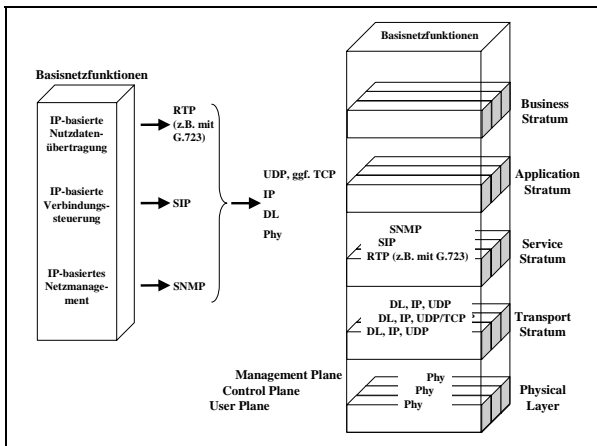 Basisnetzfunktionen
IP-basierte
Nutzdaten-
übertragung
IP-basierte
Verbindungs-
steuerung
IP-basiertes
Netzmanage-
ment
RTP
(z.B. mit
G.723)
SIP
SNMP
UDP, ggf. TCP
IP
DL
Phy
Basisnetzfunktionen
Business
Stratum
Application
Stratum
SNMP
SIP
RTP (z.B. mit G.723)
Service
Stratum
DL, IP, UDP
DL, IP, UDP/TCP
DL, IP, UDP
Transport
Stratum
Management Plane
Control Plane
User Plane
Phy
Phy
Phy
Physical
Layer